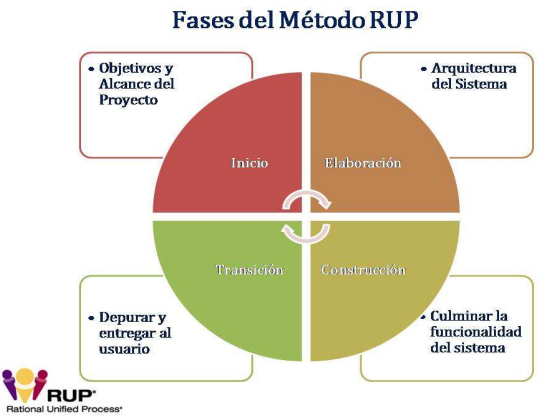 Fases del Método RUP
• Objetivos y
Alcance del
Proyecto
• Arquitectura
del Sistema
Inicio
Elaboración
Transición
Construcción
• Depurar y
entregar al
usuario
• Culminar la
funcionalidad
del sistema
RUP
Rational Unified Process